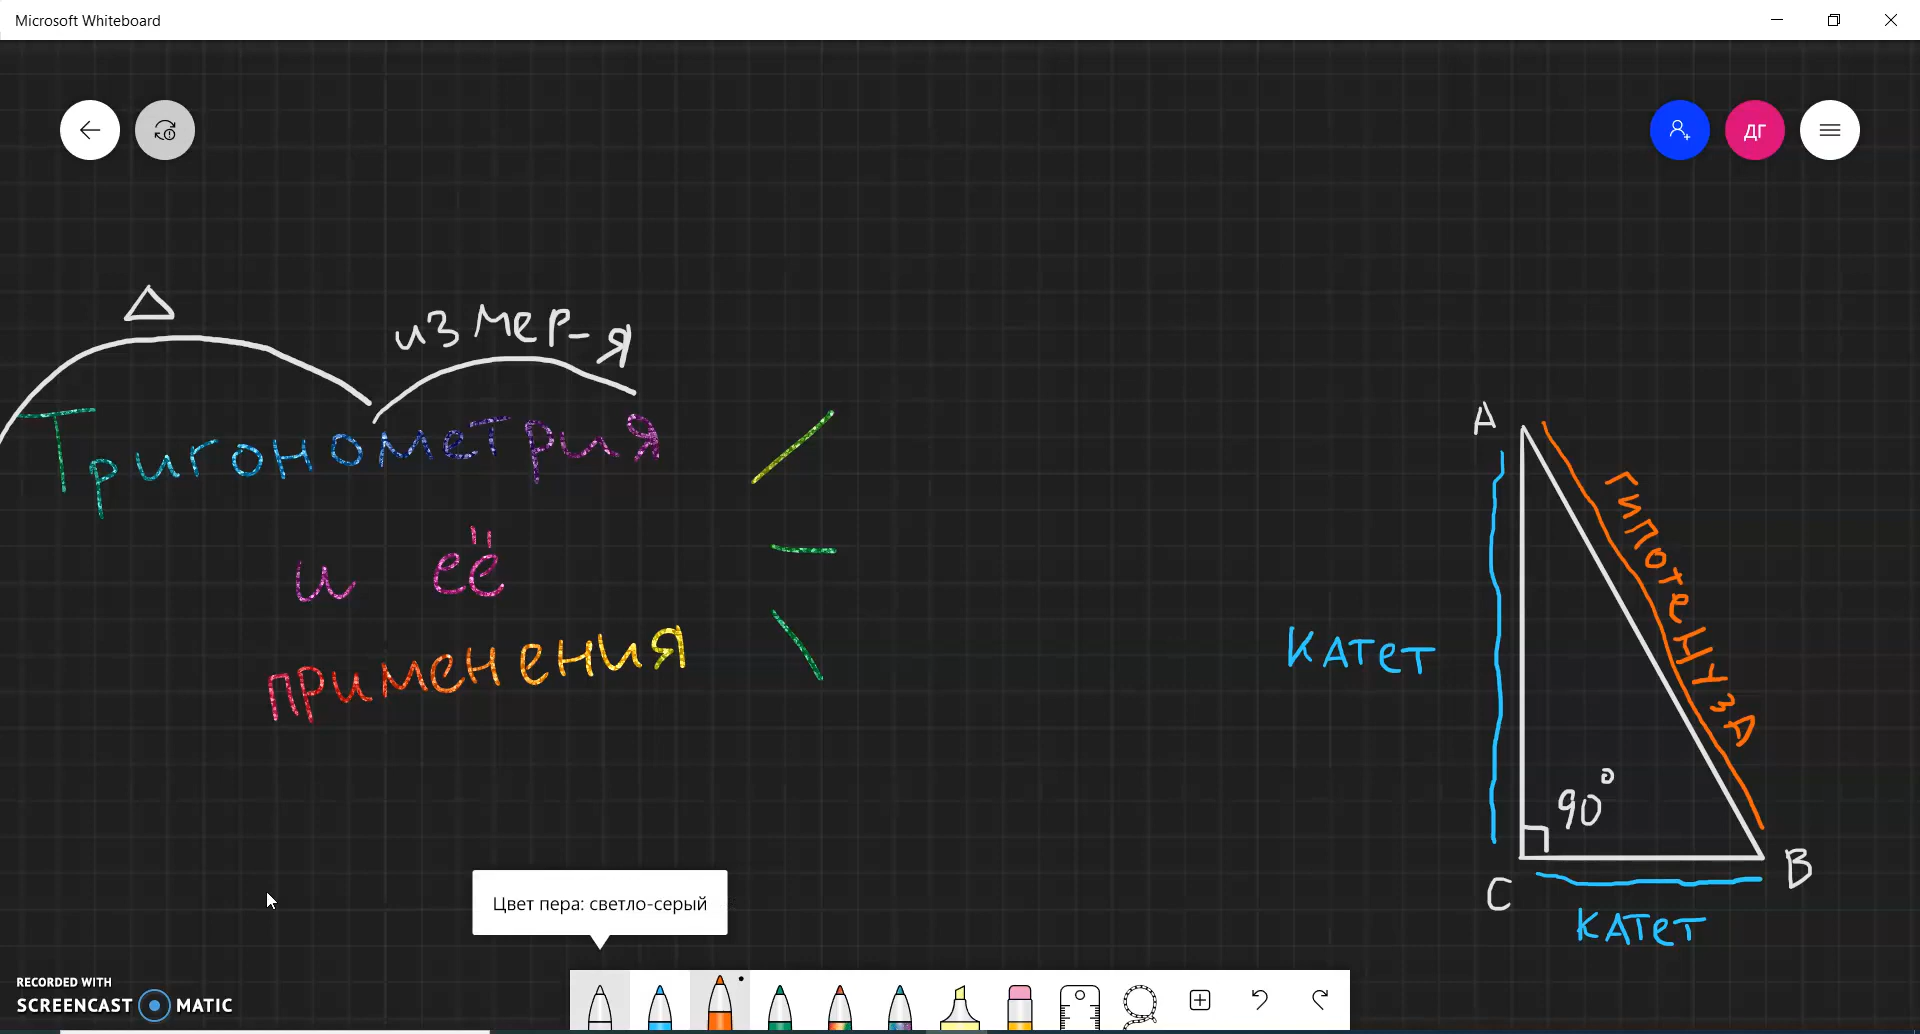 Microsoft Whiteboard
ДГ
измер-я
Тригонометрия
и её
применения
A
гипотенуза
катет
90°
B
C
катет
Цвет пера: светло-серый
RECORDED WITH
SCREENCAST MATIC